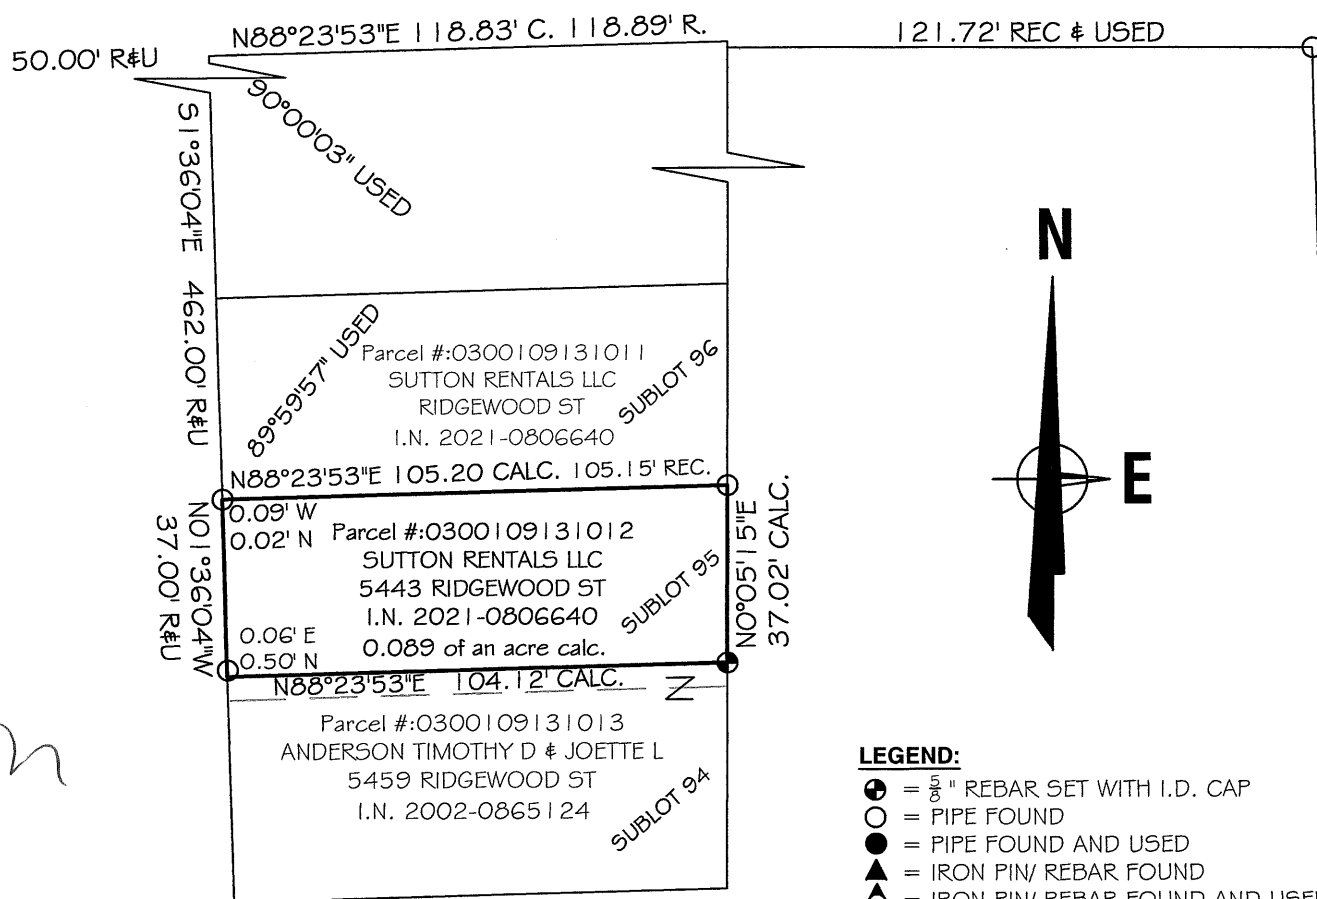 N88°23'53"E 118.83' C. 118.89' R.
121.72' REC & USED
50.00' R&U
90°00'03" USED
S1°36'04"E 462.00' R&U
N
E
89°59'57" USED
Parcel #:0300109131011
SUTTON RENTALS LLC
RIDGEWOOD ST
I.N. 2021-0806640
SUBLOT 96
N88°23'53"E 105.20 CALC. 105.15' REC.
0.09' W
0.02' N
N01°36'04"W
37.00' R&U
Parcel #:0300109131012
SUTTON RENTALS LLC
5443 RIDGEWOOD ST
I.N. 2021-0806640
0.089 of an acre calc.
SUBLOT 95
N0°05'15"E
37.02' CALC.
0.06' E
0.50' N
N88°23'53"E 104.12' CALC.
Parcel #:0300109131013
ANDERSON TIMOTHY D & JOETTE L
5459 RIDGEWOOD ST
I.N. 2002-0865124
SUBLOT 94
LEGEND:
= 5/8" REBAR SET WITH I.D. CAP
= PIPE FOUND
= PIPE FOUND AND USED
= IRON PIN/ REBAR FOUND
= IRON PIN/ REBAR FOUND AND USED